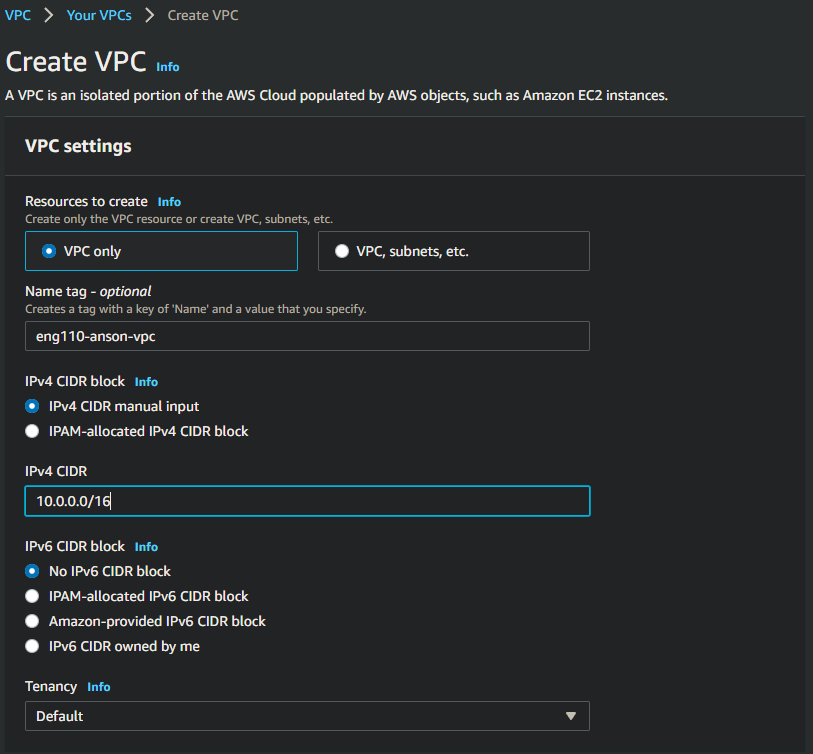 VPC > Your VPCs > Create VPC
Create VPC Info
A VPC is an isolated portion of the AWS Cloud populated by AWS objects, such as Amazon EC2 instances.
VPC settings
Resources to create Info
Create only the VPC resource or create VPC, subnets, etc.
VPC only VPC, subnets, etc.
Name tag - optional
Creates a tag with a key of 'Name' and a value that you specify.
eng110-anson-vpc
IPv4 CIDR block Info
IPv4 CIDR manual input
IPAM-allocated IPv4 CIDR block
IPv4 CIDR
10.0.0.0/16
IPv6 CIDR block Info
No IPv6 CIDR block
IPAM-allocated IPv6 CIDR block
Amazon-provided IPv6 CIDR block
IPv6 CIDR owned by me
Tenancy Info
Default